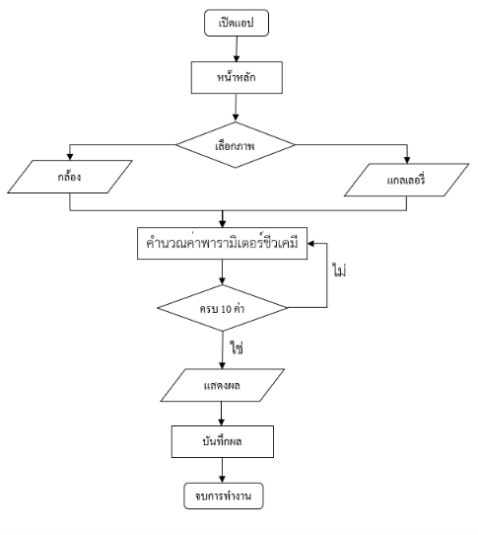 เปิดแอป
หน้าหลัก
เลือกภาพ
กล้อง
แกลเลอรี่
คำนวณค่าพารามิเตอร์ชีวเคมี
ไม่
ครบ 10 ค่า
ใช่
แสดงผล
บันทึกผล
จบการทำงาน